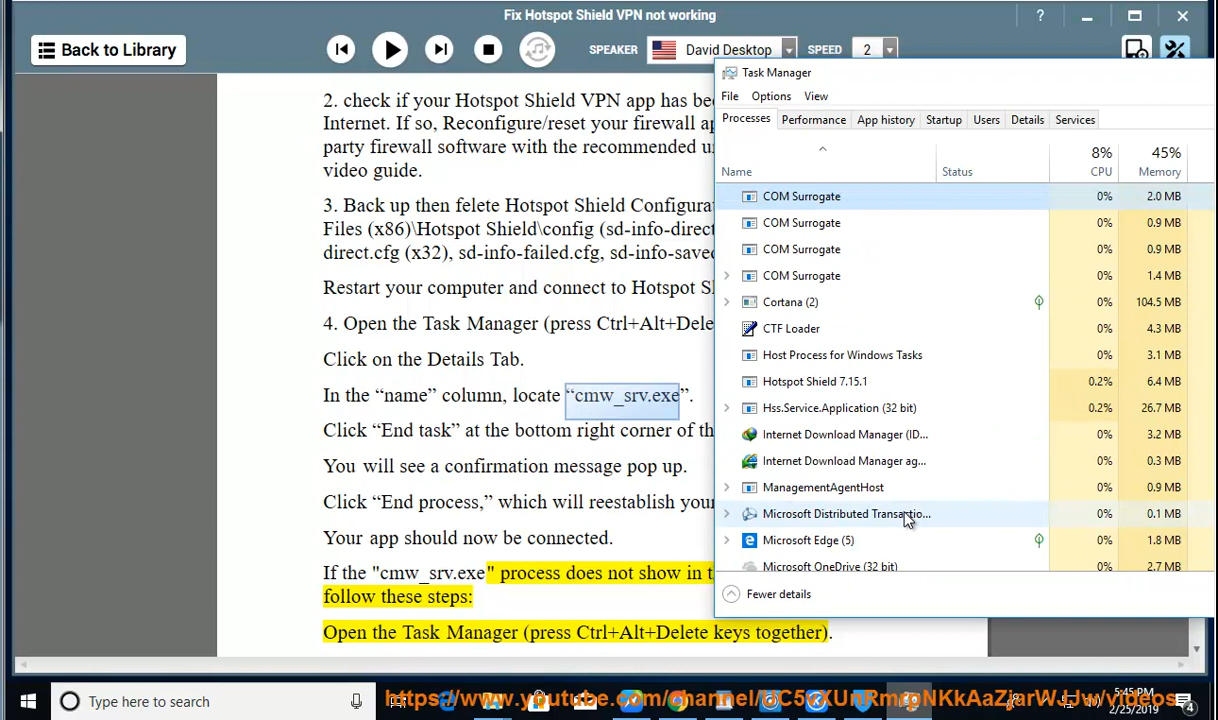 Fix Hotspot Shield VPN not working
?
Back to Library
SPEAKER
David Desktop
SPEED
2
2. check if your Hotspot Shield VPN app has bee
Internet. If so, Reconfigure/reset your firewall ap
party firewall software with the recommended us
video guide.
3. Back up then felete Hotspot Shield Configurat
Files (x86)\Hotspot Shield\config (sd-info-direct
direct.cfg (x32), sd-info-failed.cfg, sd-info-save
Restart your computer and connect to Hotspot S
4. Open the Task Manager (press Ctrl+Alt+Dele
Click on the Details Tab.
In the “name” column, locate “cmw_srv.exe”.
Click “End task” at the bottom right corner of th
You will see a confirmation message pop up.
Click “End process,” which will reestablish your
Your app should now be connected.
If the "cmw_srv.exe" process does not show in t
follow these steps:
Open the Task Manager (press Ctrl+Alt+Delete keys together).
Task Manager
File Options View
Processes Performance App history Startup Users Details Services
8% 45%
Name Status CPU Memory
COM Surrogate 0% 2.0 MB
COM Surrogate 0% 0.9 MB
COM Surrogate 0% 0.9 MB
COM Surrogate 0% 1.4 MB
Cortana (2) 0% 104.5 MB
CTF Loader 0% 4.3 MB
Host Process for Windows Tasks 0% 3.1 MB
Hotspot Shield 7.15.1 0.2% 6.4 MB
Hss.Service.Application (32 bit) 0.2% 26.7 MB
Internet Download Manager (ID... 0% 3.2 MB
Internet Download Manager ag... 0% 0.3 MB
ManagementAgentHost 0% 0.9 MB
Microsoft Distributed Transactio... 0% 0.1 MB
Microsoft Edge (5) 0% 1.8 MB
Microsoft OneDrive (32 bit) 0% 2.7 MB
Fewer details
Type here to search
5:45 PM
2/25/2019
4